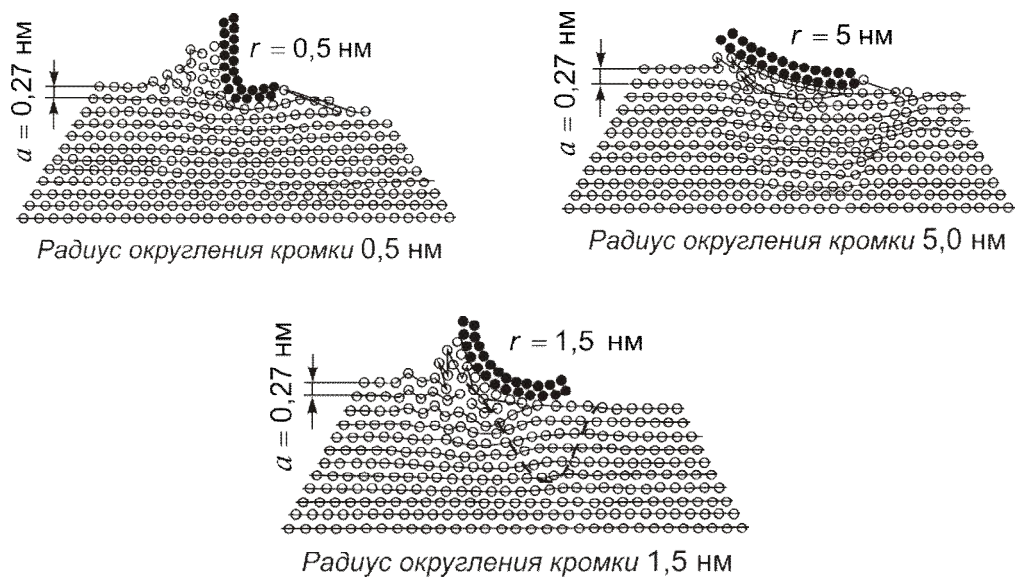 a = 0,27 нм
r = 0,5 нм
Радиус округления кромки 0,5 нм
a = 0,27 нм
r = 5 нм
Радиус округления кромки 5,0 нм
a = 0,27 нм
r = 1,5 нм
Радиус округления кромки 1,5 нм